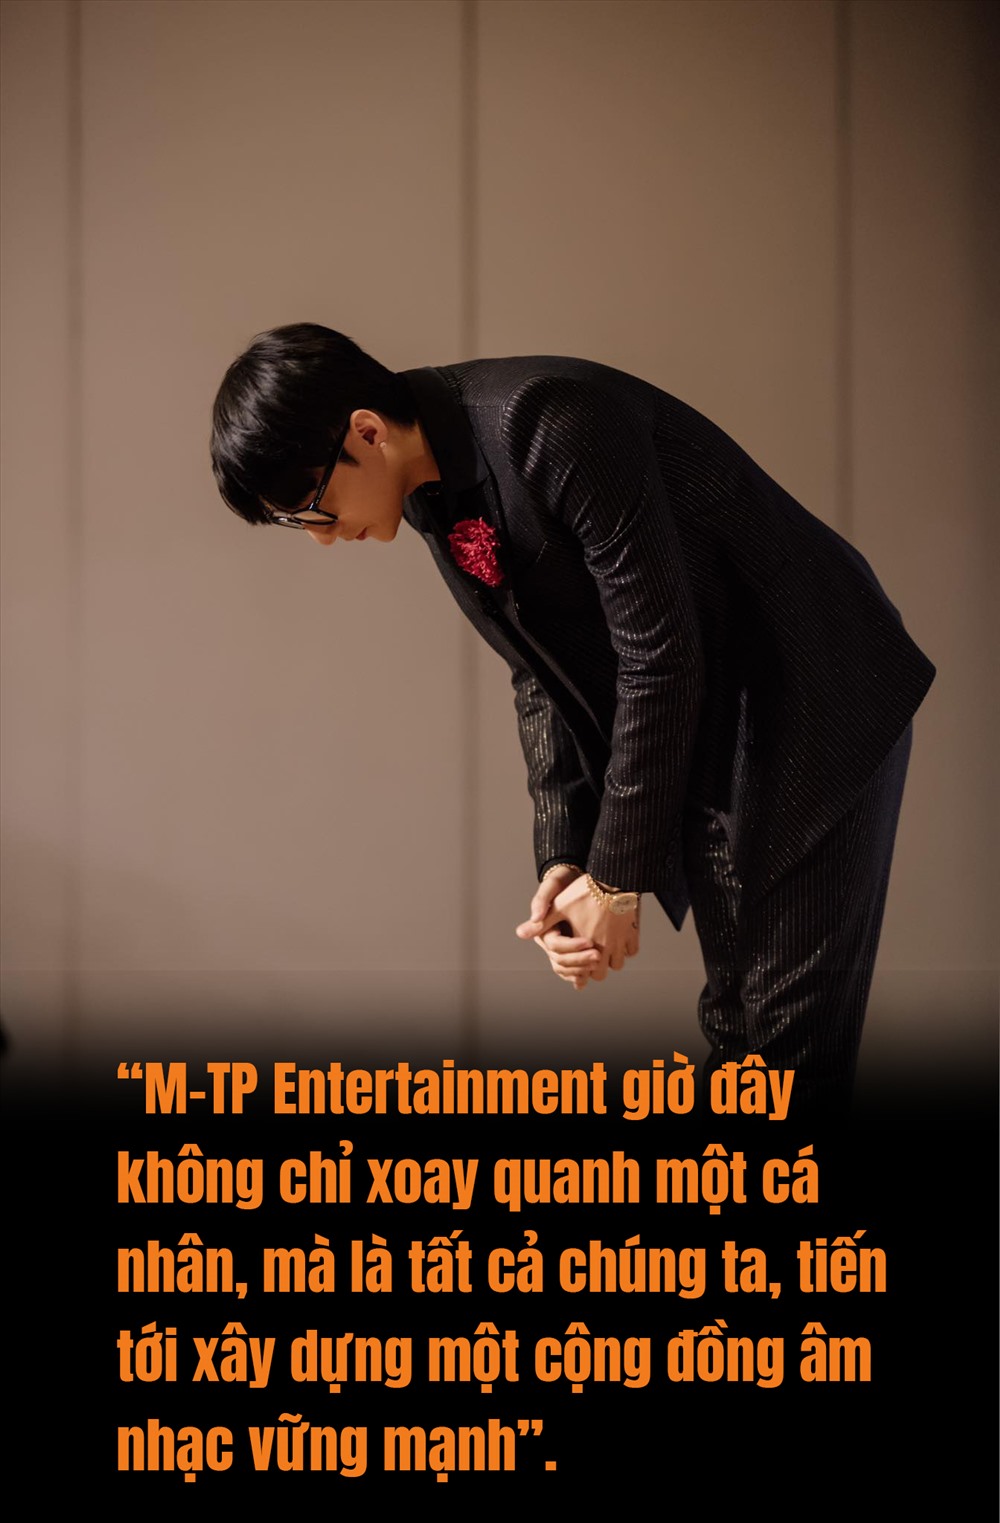 “M-TP Entertainment giờ đây
không chỉ xoay quanh một cá
nhân, mà là tất cả chúng ta, tiến
tới xây dựng một cộng đồng âm
nhạc vững mạnh”.